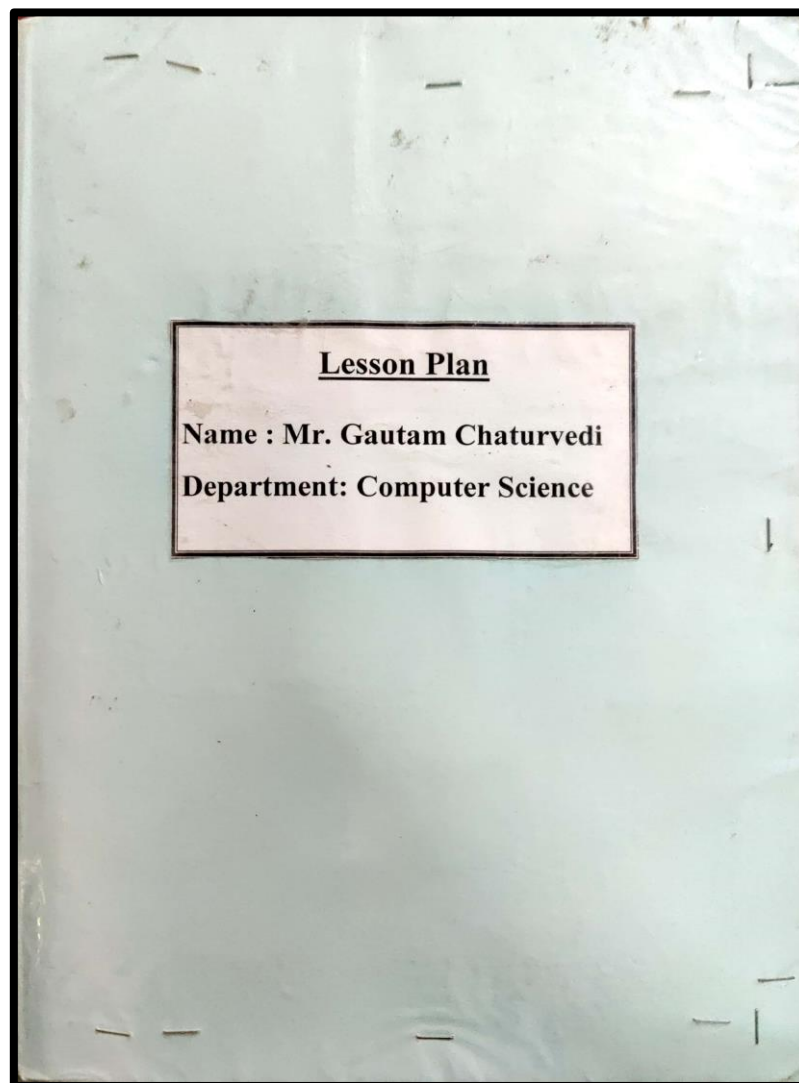 Lesson Plan
Name : Mr. Gautam Chaturvedi
Department: Computer Science